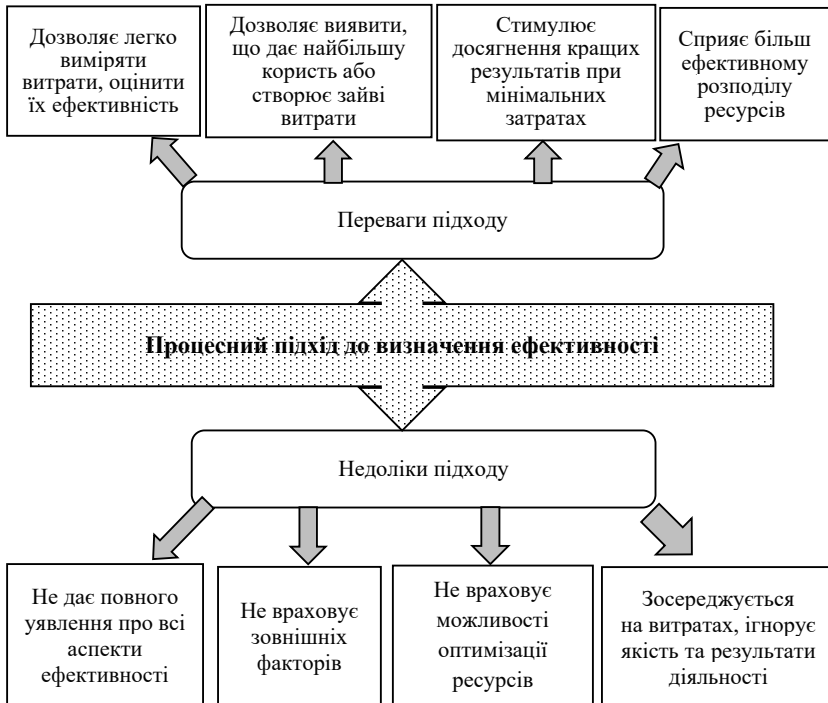 Дозволяє легко
виміряти
витрати, оцінити
їх ефективність
Дозволяє виявити,
що дає найбільшу
користь або
створює зайві
витрати
Стимулює
досягнення кращих
результатів при
мінімальних
затратах
Сприяє більш
ефективному
розподілу
ресурсів
Переваги підходу
Процесний підхід до визначення ефективності
Недоліки підходу
Не дає повного
уявлення про всі
аспекти
ефективності
Не враховує
зовнішніх
факторів
Не враховує
можливості
оптимізації
ресурсів
Зосереджується
на витратах, ігнорує
якість та результати
діяльності